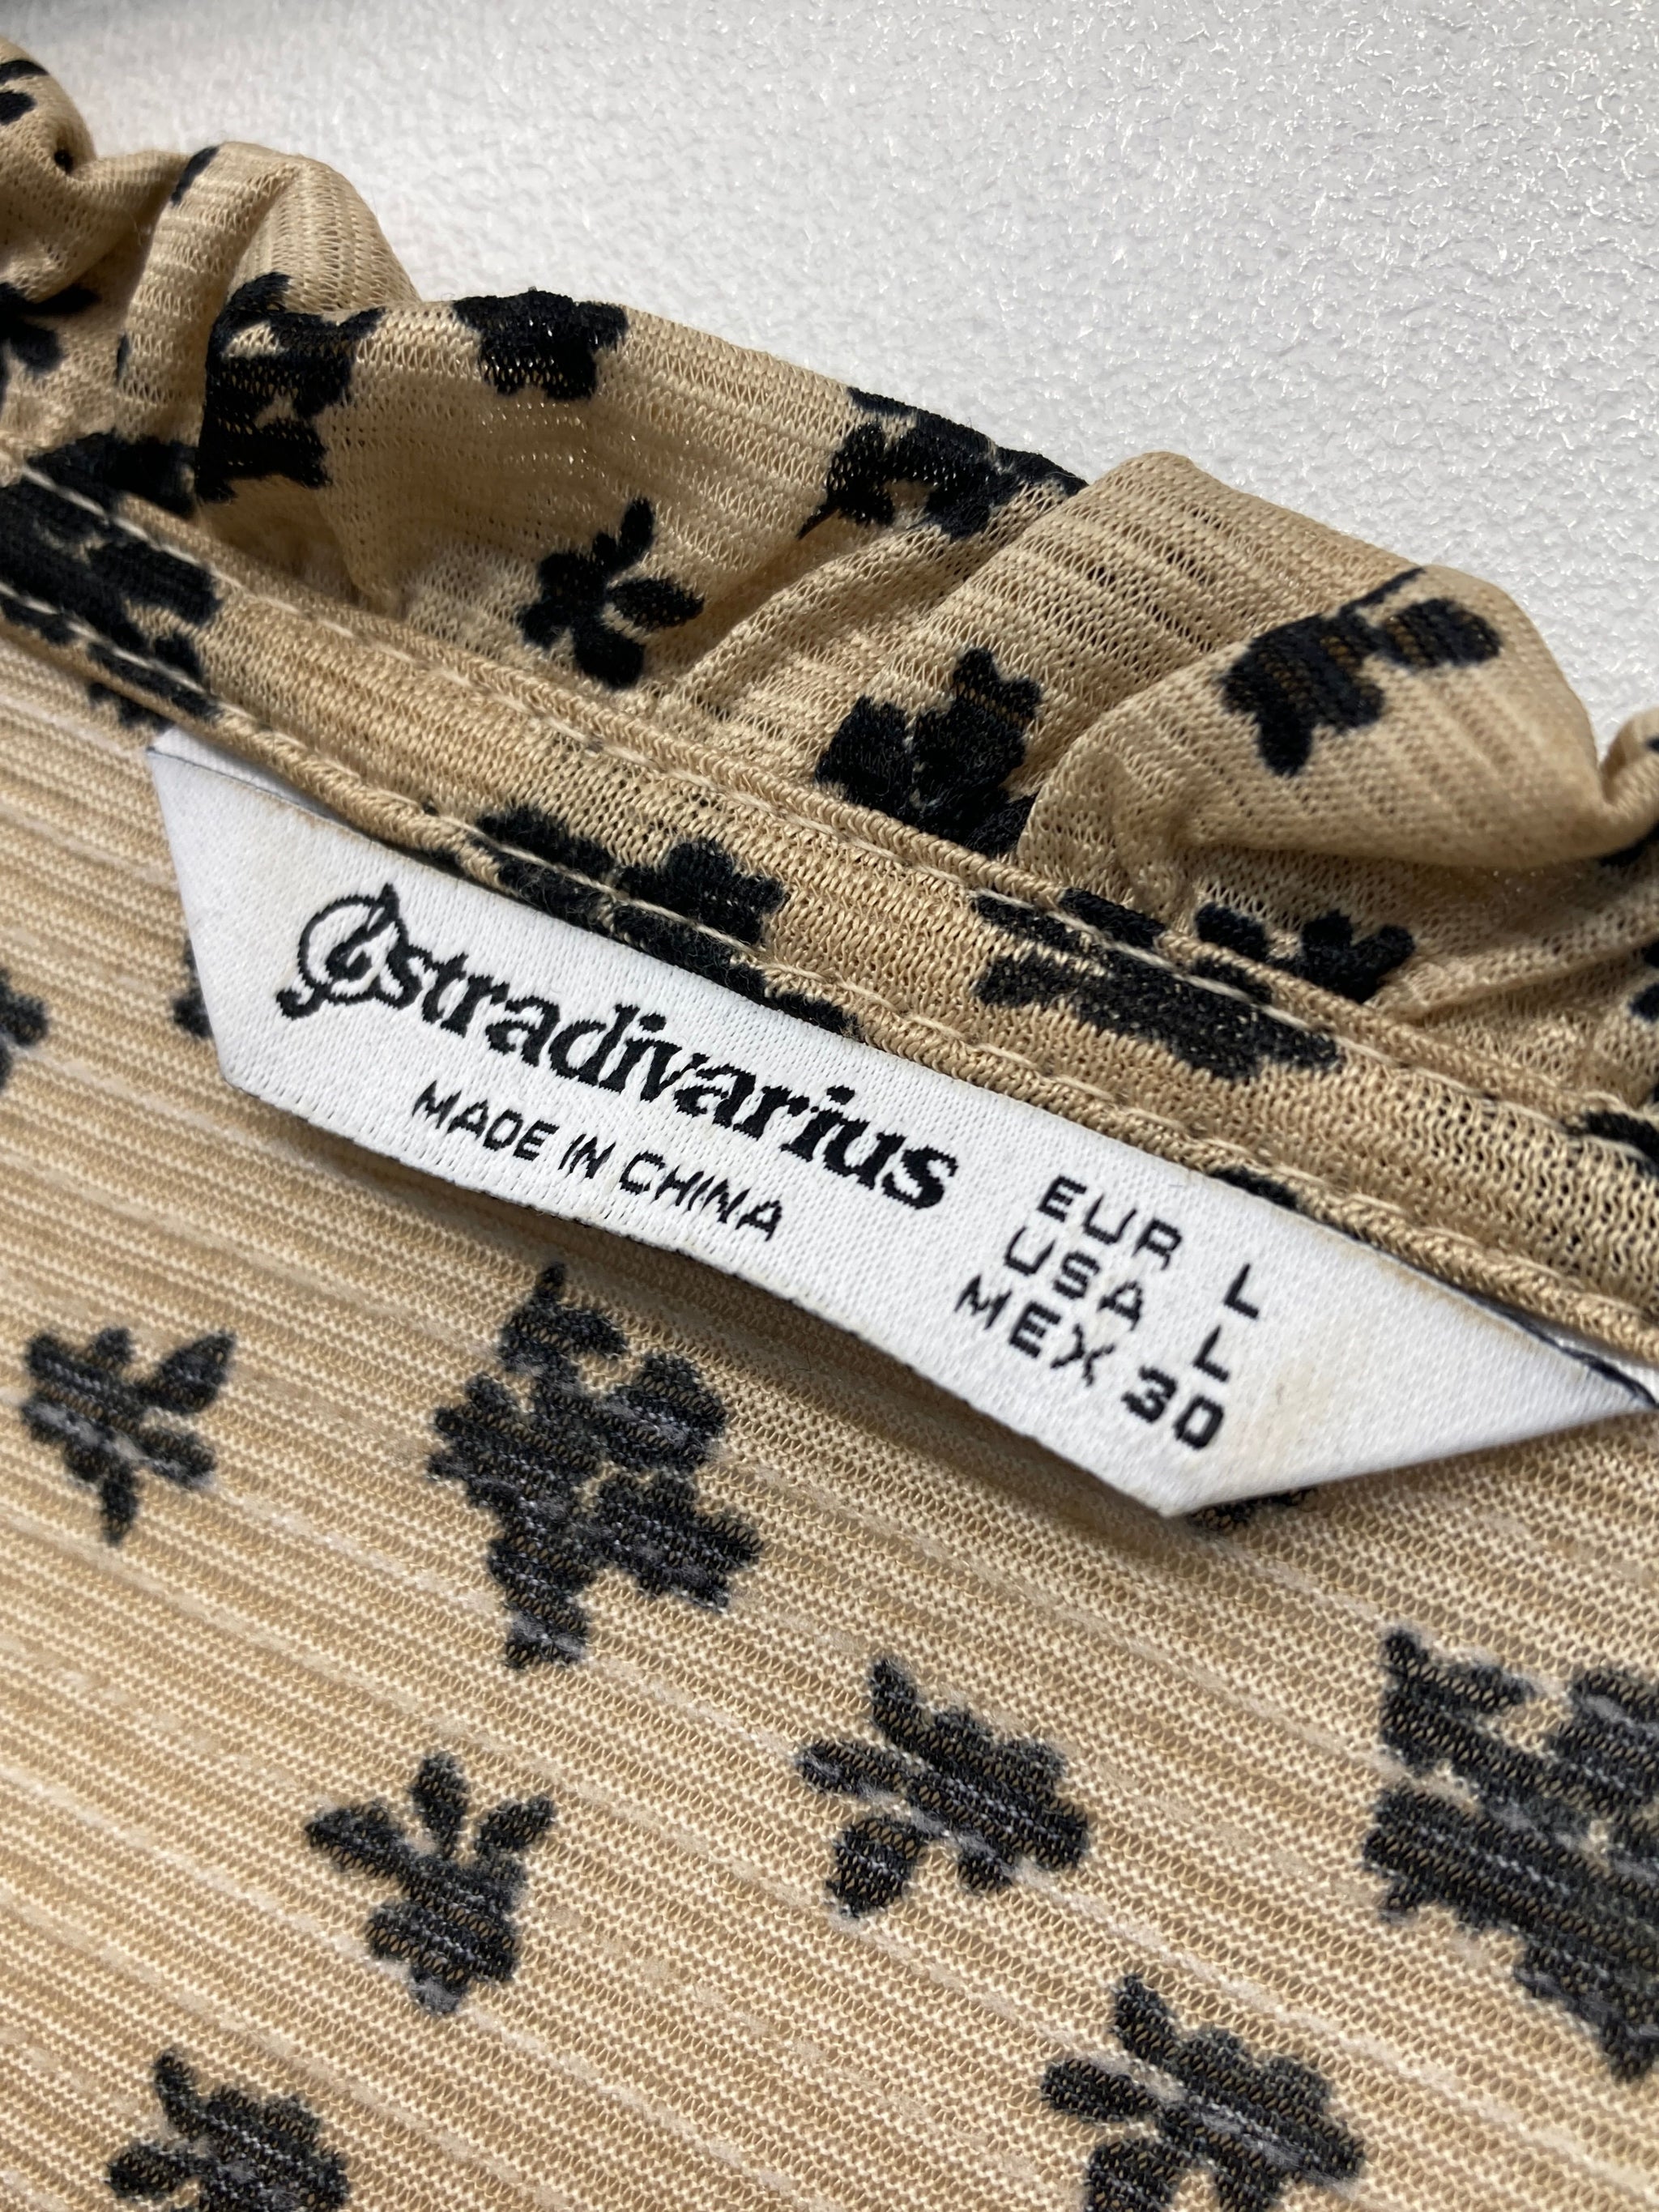 stradivarius
MADE IN CHINA
EUR L
USA L
MEX 30